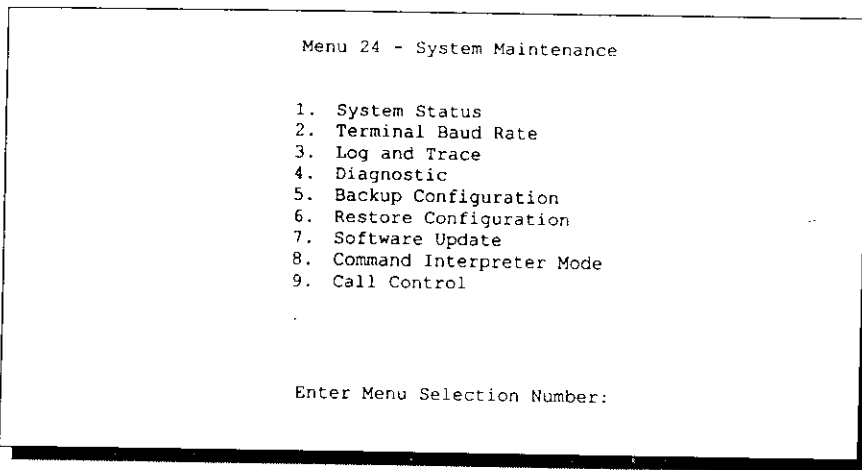 Menu 24 - System Maintenance
1. System Status
2. Terminal Baud Rate
3. Log and Trace
4. Diagnostic
5. Backup Configuration
6. Restore Configuration
7. Software Update
8. Command Interpreter Mode
9. Call Control
Enter Menu Selection Number: